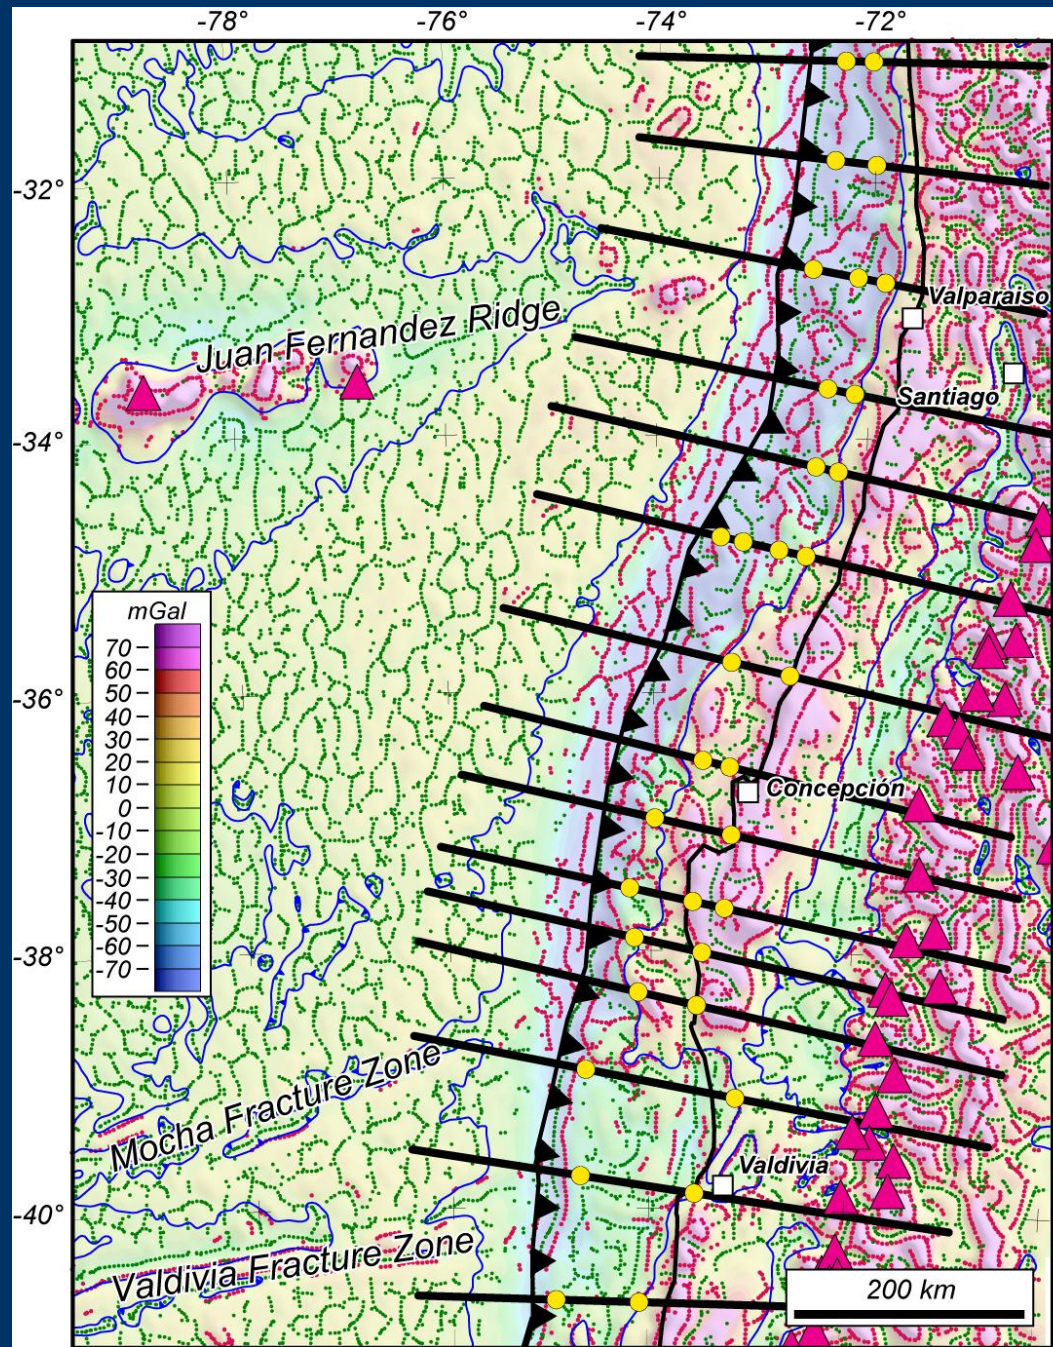 -78° -76° -74° -72°
-32°
Valparaiso
Juan Fernandez Ridge
Santiago
-34°
mGal
70
60
50
40
30
20
10
0
-10
-20
-30
-40
-50
-60
-70
-36°
Concepción
-38°
Mocha Fracture Zone
Valdivia
-40°
Valdivia Fracture Zone
200 km